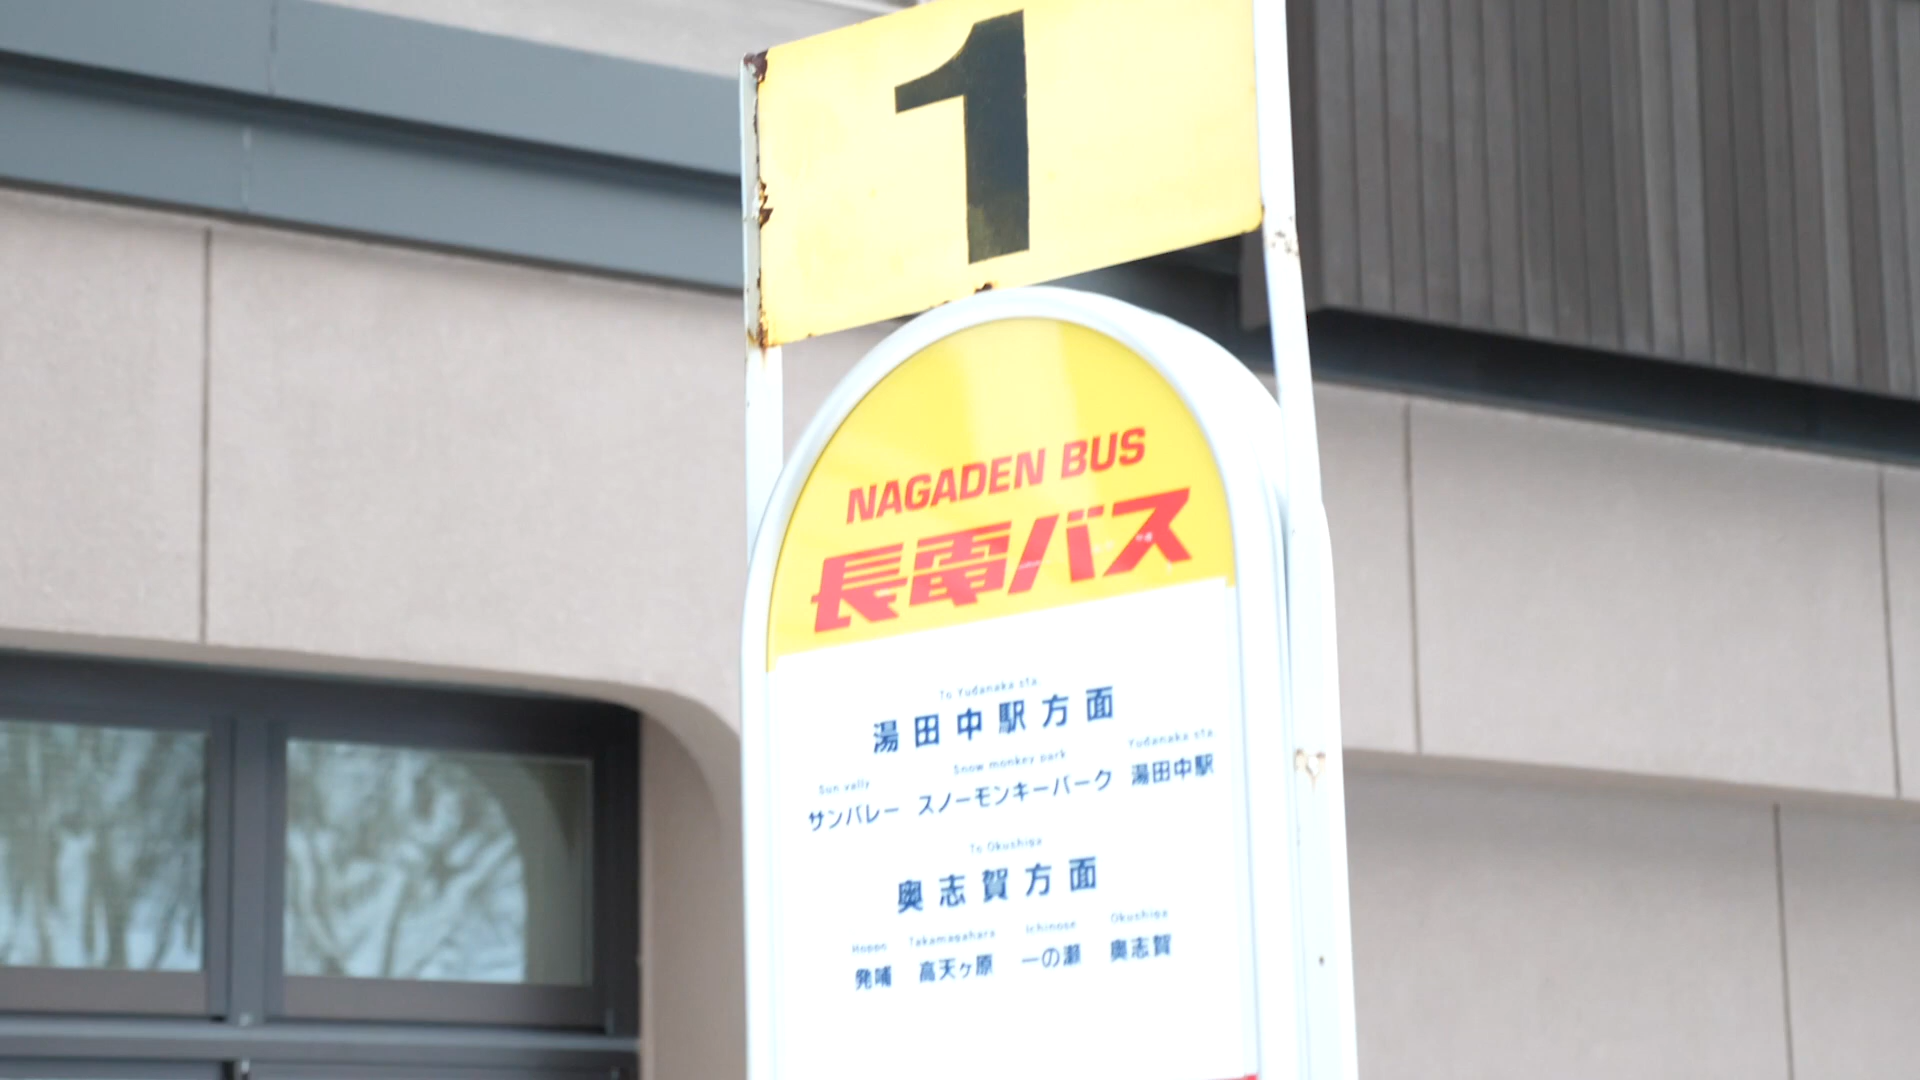 1
NAGADEN BUS
長電バス
To Yudanaka sta.
湯田中駅方面
Sun vally Snow monkey park Yudanaka sta.
サンバレー スノーモンキーパーク 湯田中駅
To Okushiga
奥志賀方面
Hoppo Takamagahara Ichinose Okushiga
発哺 高天ヶ原 一の瀬 奥志賀